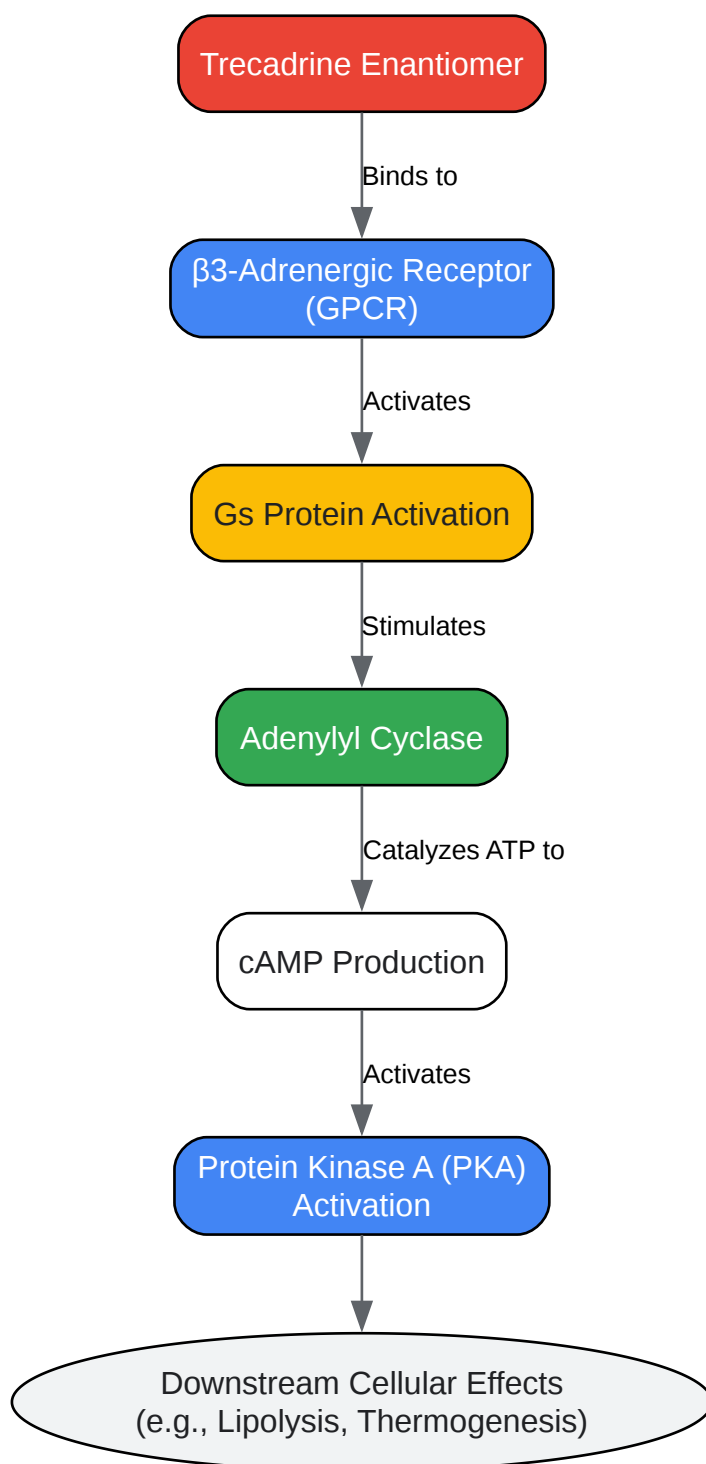 Trecadrine Enantiomer
Binds to
β3-Adrenergic Receptor
(GPCR)
Activates
Gs Protein Activation
Stimulates
Adenylyl Cyclase
Catalyzes ATP to
cAMP Production
Activates
Protein Kinase A (PKA)
Activation
Downstream Cellular Effects
(e.g., Lipolysis, Thermogenesis)